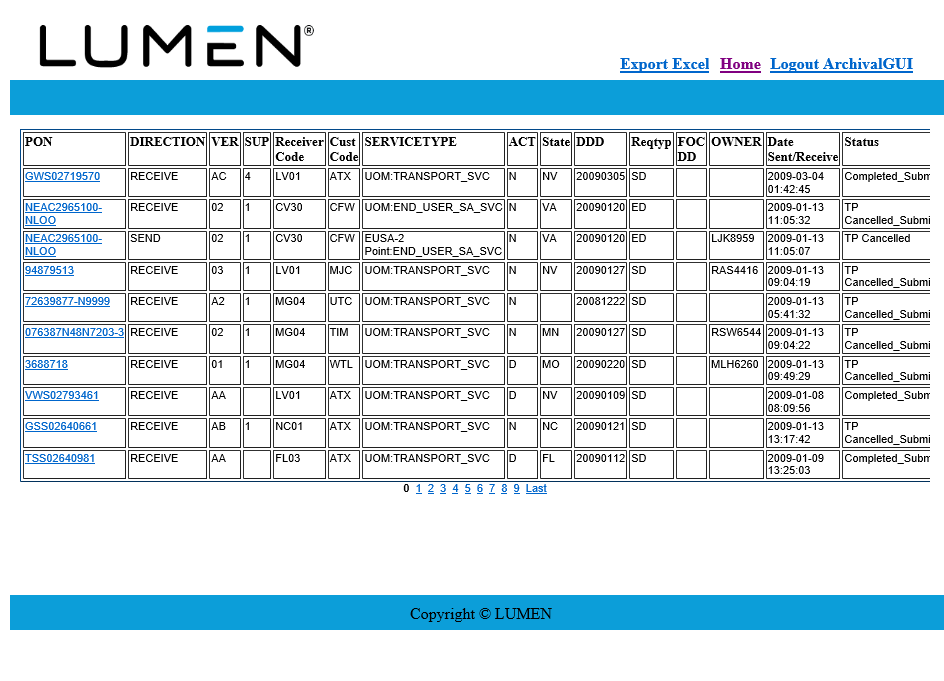 LUMEN®
Export Excel Home Logout ArchivalGUI
PON DIRECTION VER SUP Receiver Code Cust Code SERVICETYPE ACT State DDD Reqtyp FOC DD OWNER Date Sent/Receive Status
GWS02719570 RECEIVE AC 4 LV01 ATX UOM:TRANSPORT_SVC N NV 20090305 SD 2009-03-04 01:42:45 Completed_Subm
NEAC2965100-NLOO RECEIVE 02 1 CV30 CFW UOM:END_USER_SA_SVC N VA 20090120 ED 2009-01-13 11:05:32 TP Cancelled_Submi
NEAC2965100-NLOO SEND 02 1 CV30 CFW EUSA-2 Point:END_USER_SA_SVC N VA 20090120 ED LJK8959 2009-01-13 11:05:07 TP Cancelled
94879513 RECEIVE 03 1 LV01 MJC UOM:TRANSPORT_SVC N NV 20090127 SD RAS4416 2009-01-13 09:04:19 TP Cancelled_Submi
72639877-N9999 RECEIVE A2 1 MG04 UTC UOM:TRANSPORT_SVC N 20081222 SD 2009-01-13 05:41:32 TP Cancelled_Submi
076387N48N7203-3 RECEIVE 02 1 MG04 TIM UOM:TRANSPORT_SVC N MN 20090127 SD RSW6544 2009-01-13 09:04:22 TP Cancelled_Submi
3688718 RECEIVE 01 1 MG04 WTL UOM:TRANSPORT_SVC D MO 20090220 SD MLH6260 2009-01-13 09:49:29 TP Cancelled_Submi
VWS02793461 RECEIVE AA LV01 ATX UOM:TRANSPORT_SVC D NV 20090109 SD 2009-01-08 08:09:56 Completed_Subm
GSS02640661 RECEIVE AB 1 NC01 ATX UOM:TRANSPORT_SVC N NC 20090121 SD 2009-01-13 13:17:42 TP Cancelled_Submi
TSS02640981 RECEIVE AA FL03 ATX UOM:TRANSPORT_SVC D FL 20090112 SD 2009-01-09 13:25:03 Completed_Subm
0 1 2 3 4 5 6 7 8 9 Last
Copyright © LUMEN